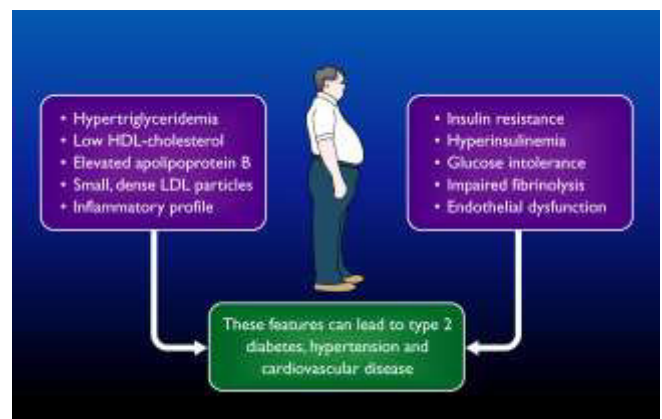 • Hypertriglyceridemia
• Low HDL-cholesterol
• Elevated apolipoprotein B
• Small, dense LDL particles
• Inflammatory profile
• Insulin resistance
• Hyperinsulinemia
• Glucose intolerance
• Impaired fibrinolysis
• Endothelial dysfunction
These features can lead to type 2
diabetes, hypertension and
cardiovascular disease